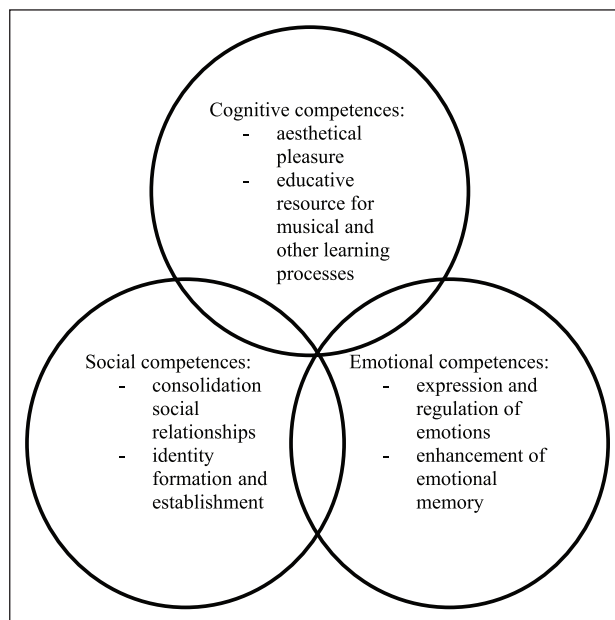 Cognitive competences:
- aesthetical
pleasure
- educative
resource for
musical and
other learning
processes
Social competences:
- consolidation
social
relationships
- identity
formation and
establishment
Emotional competences:
- expression and
regulation of
emotions
- enhancement of
emotional
memory